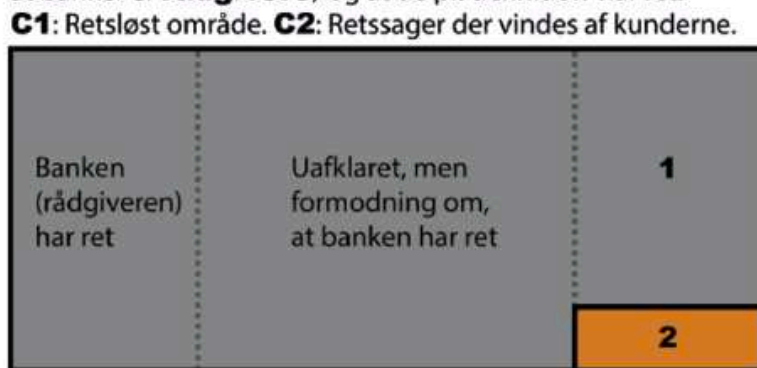 C1: Retsløst område. C2: Retssager der vindes af kunderne.
Banken
(rådgiveren)
har ret
Uafklaret, men
formodning om,
at banken har ret
1
2